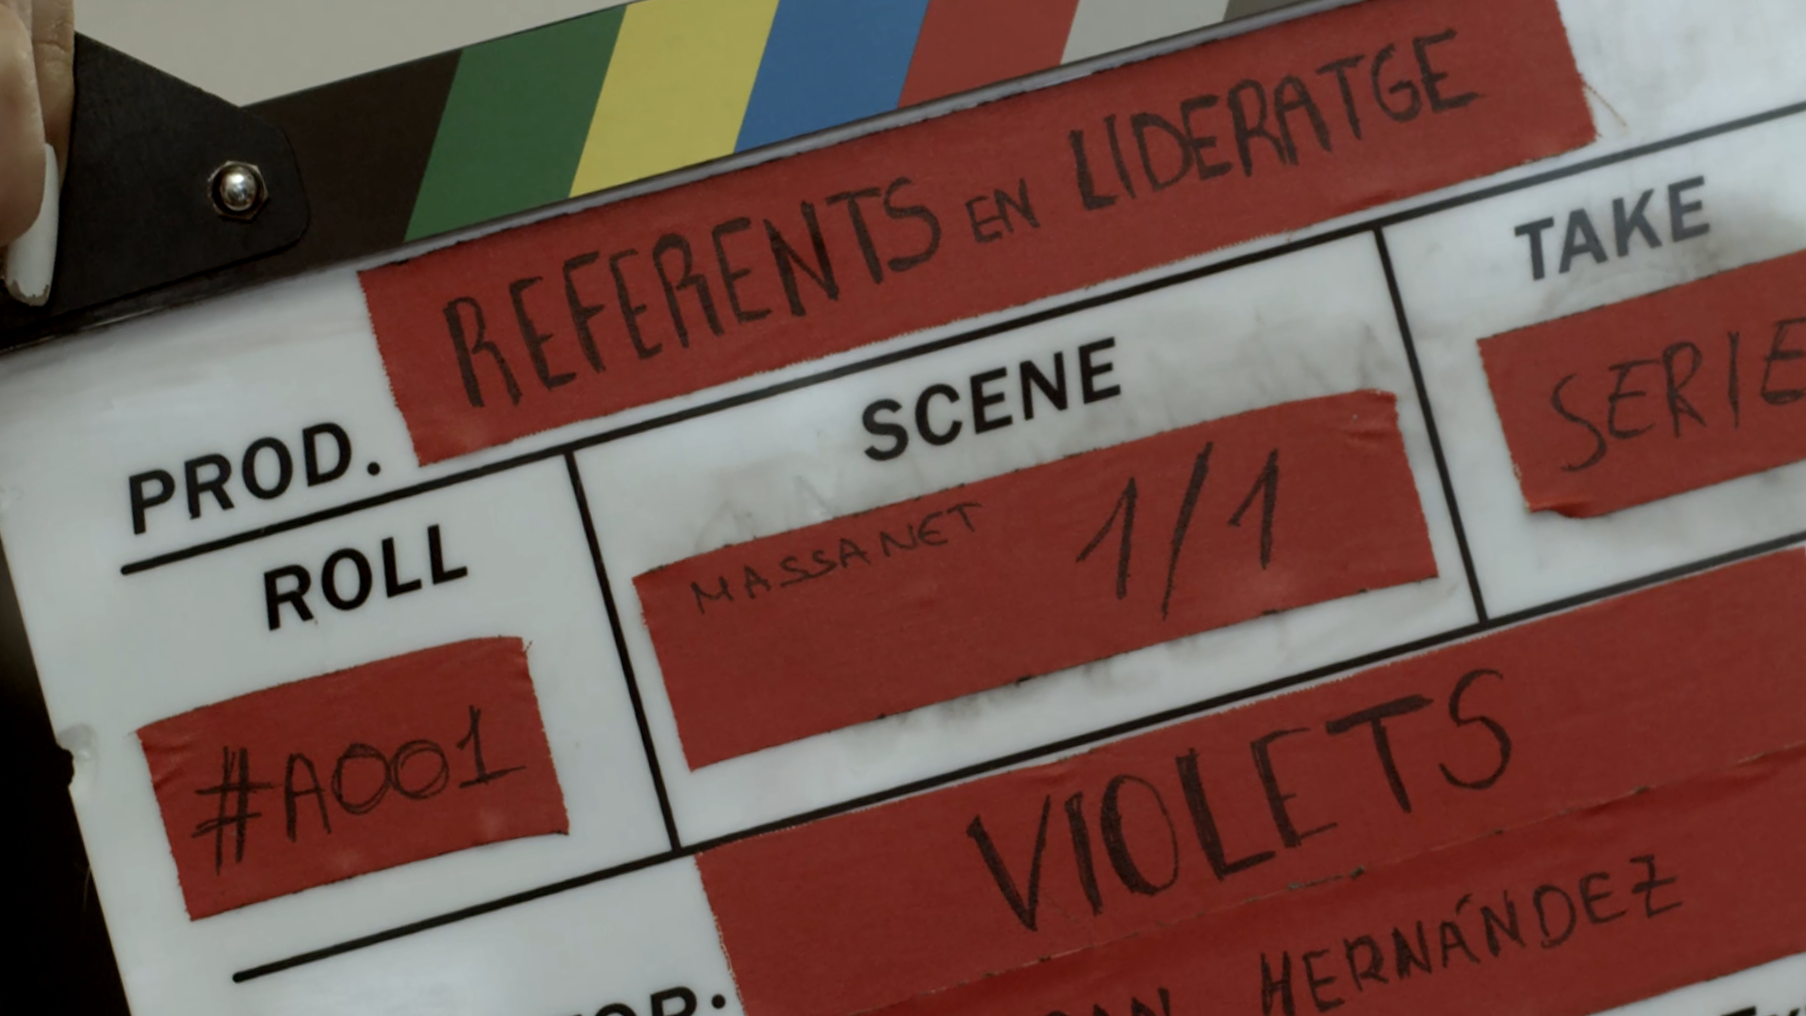 PROD. REFERENTS EN LIDERATGE
ROLL
#A001
SCENE
MASSANET 1/1
TAKE
SERIE
VIOLETS
HERNÁNDEZ